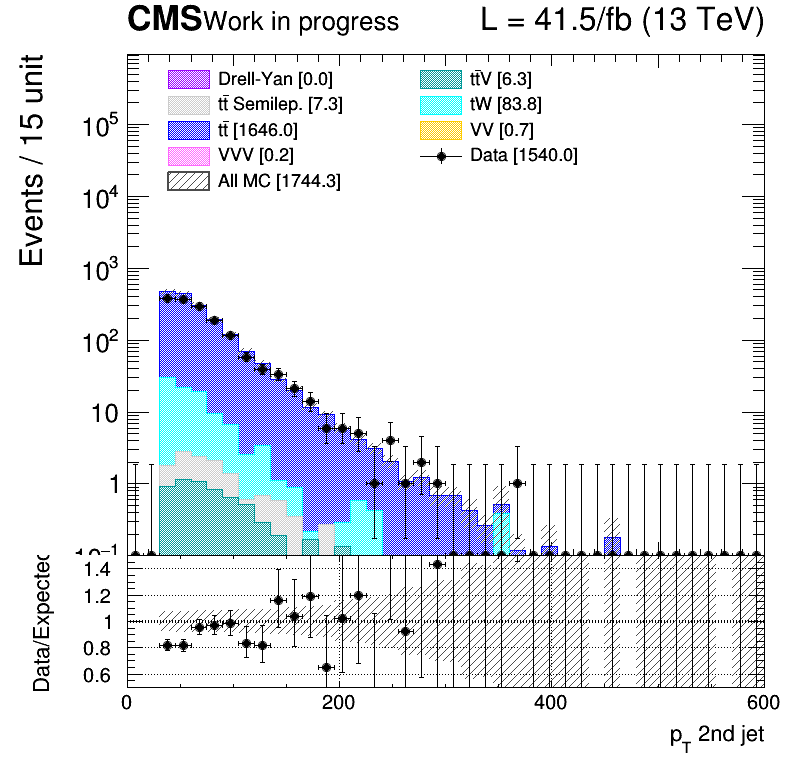 CMS Work in progress L = 41.5/fb (13 TeV)
Drell-Yan [0.0] tt̄V [6.3]
tt̄ Semilep. [7.3] tW [83.8]
tt̄ [1646.0] VV [0.7]
VVV [0.2] Data [1540.0]
All MC [1744.3]
Events / 15 unit
10⁵
10⁴
10³
10²
10
1
10⁻¹
Data/Expected
1.4
1.2
1
0.8
0.6
0 200 400 600
p_T 2nd jet